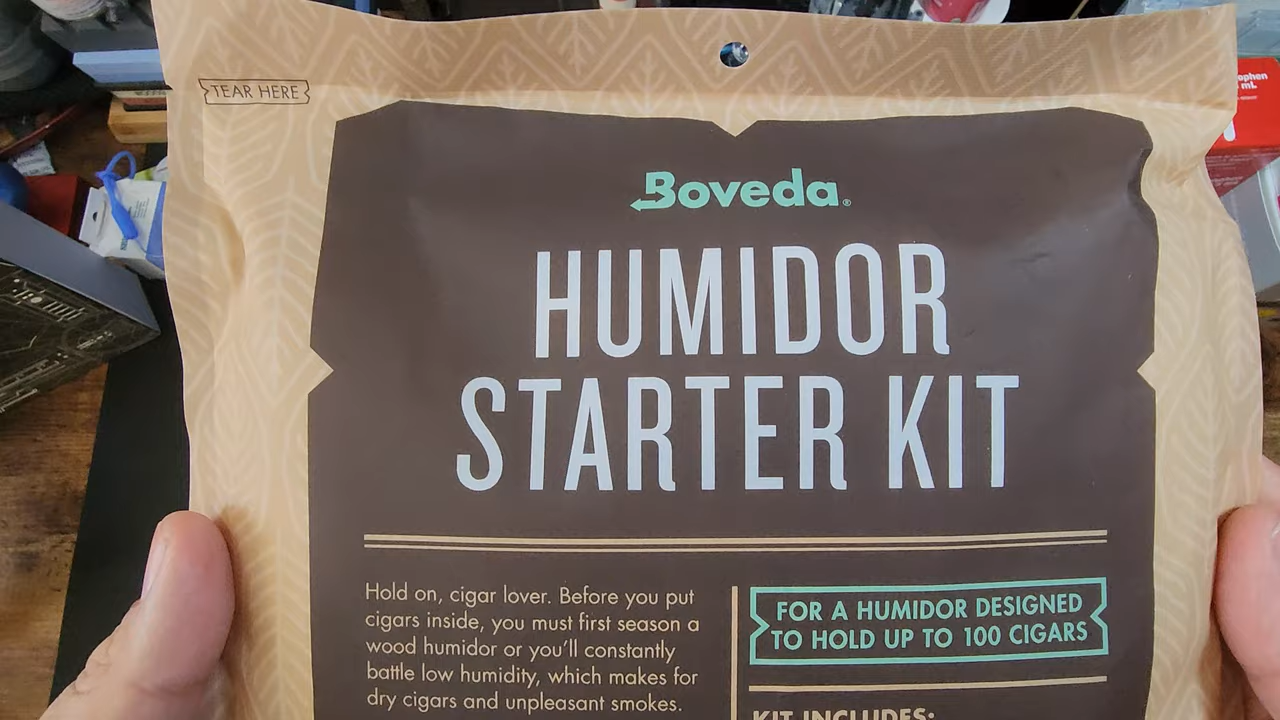 TEAR HERE
Boveda®
HUMIDOR
STARTER KIT
Hold on, cigar lover. Before you put
cigars inside, you must first season a
wood humidor or you'll constantly
battle low humidity, which makes for
dry cigars and unpleasant smokes.
FOR A HUMIDOR DESIGNED
TO HOLD UP TO 100 CIGARS
KIT INCLUDES:
ophen
mL